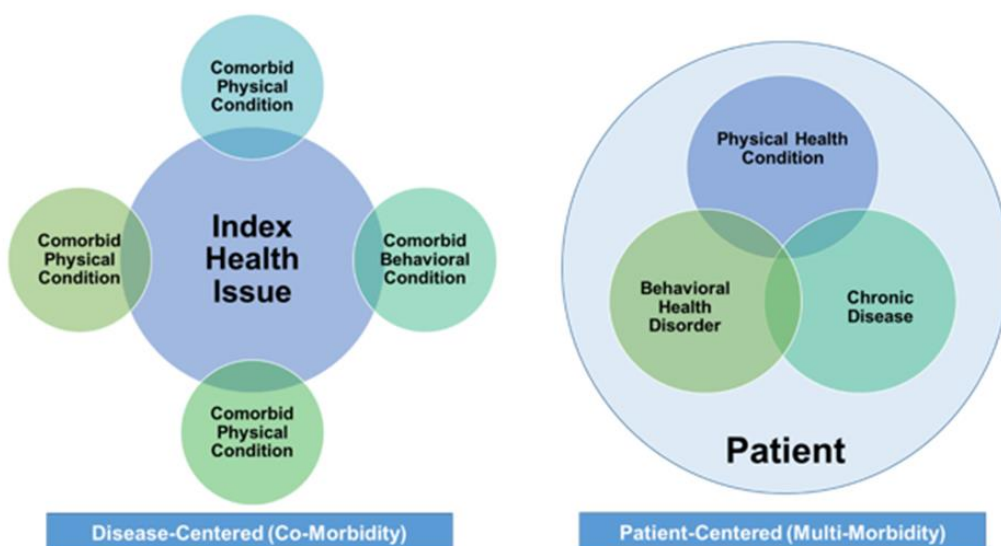 Comorbid
Physical
Condition
Comorbid
Physical
Condition
Index
Health
Issue
Comorbid
Behavioral
Condition
Comorbid
Physical
Condition
Disease-Centered (Co-Morbidity)
Physical Health
Condition
Behavioral
Health
Disorder
Chronic
Disease
Patient
Patient-Centered (Multi-Morbidity)